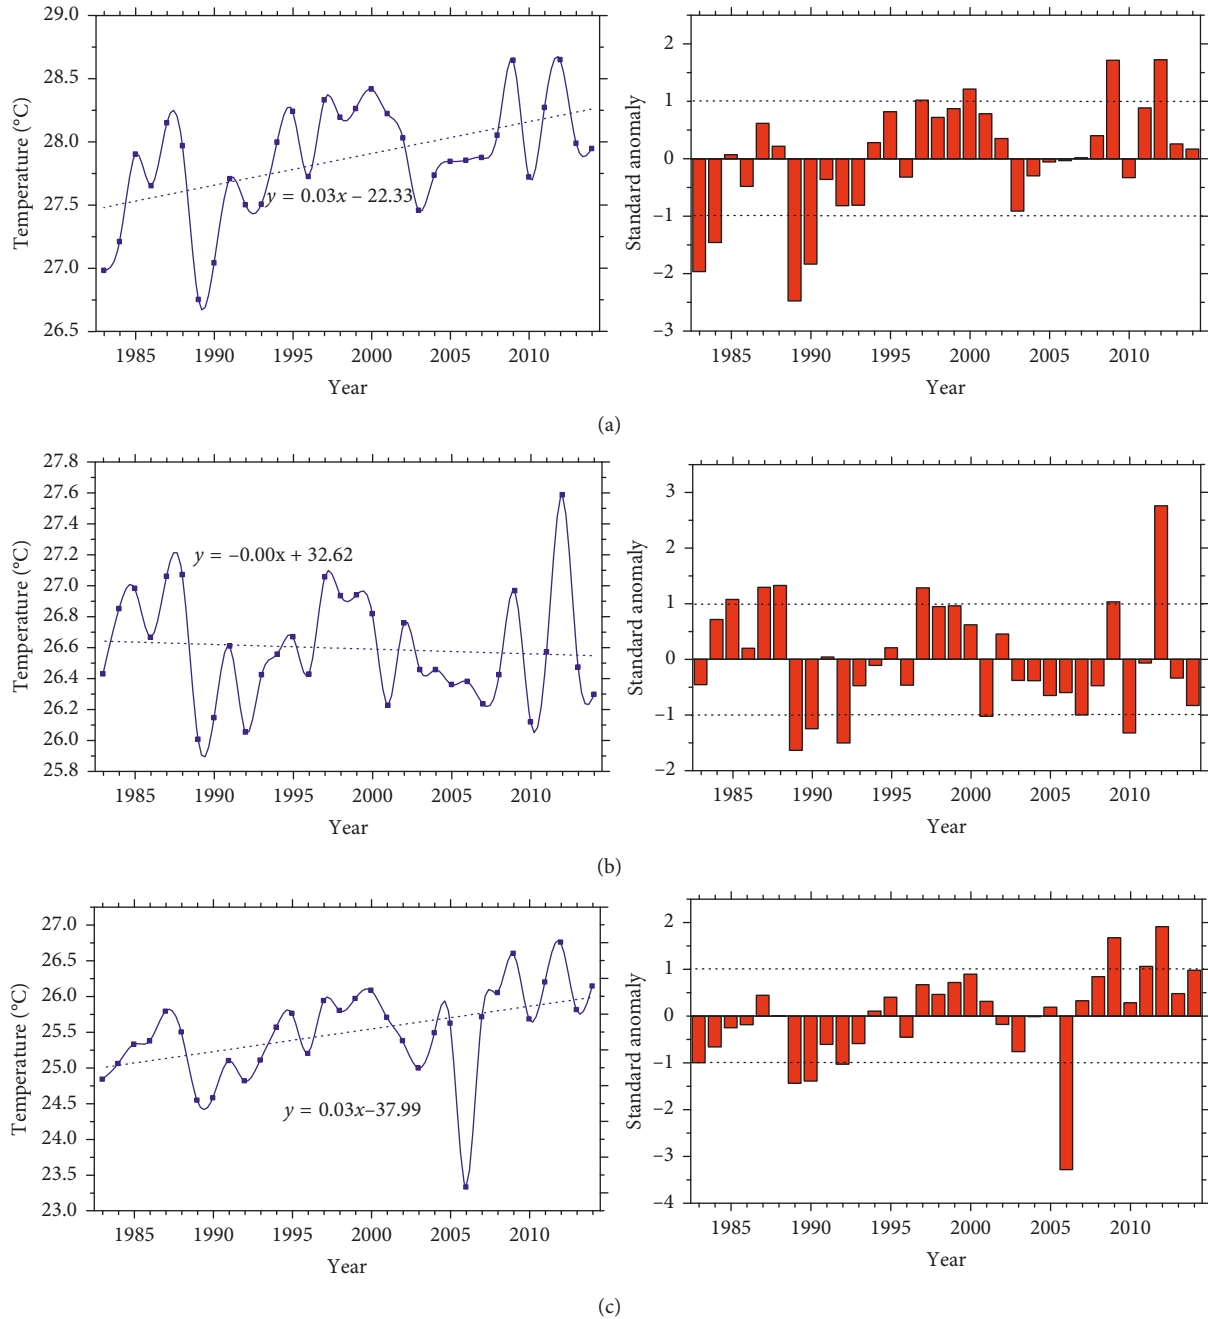 29.0
28.5
28.0
27.5
27.0
26.5
Temperature (°C)
y = 0.03x – 22.33
1985 1990 1995 2000 2005 2010
Year
2
1
0
–1
–2
–3
Standard anomaly
1985 1990 1995 2000 2005 2010
Year
(a)
27.8
27.6
27.4
27.2
27.0
26.8
26.6
26.4
26.2
26.0
25.8
Temperature (°C)
y = –0.00x + 32.62
1985 1990 1995 2000 2005 2010
Year
3
2
1
0
–1
–2
Standard anomaly
1985 1990 1995 2000 2005 2010
Year
(b)
27.0
26.5
26.0
25.5
25.0
24.5
24.0
23.5
23.0
Temperature (°C)
y = 0.03x–37.99
1985 1990 1995 2000 2005 2010
Year
2
1
0
–1
–2
–3
–4
Standard anomaly
1985 1990 1995 2000 2005 2010
Year
(c)